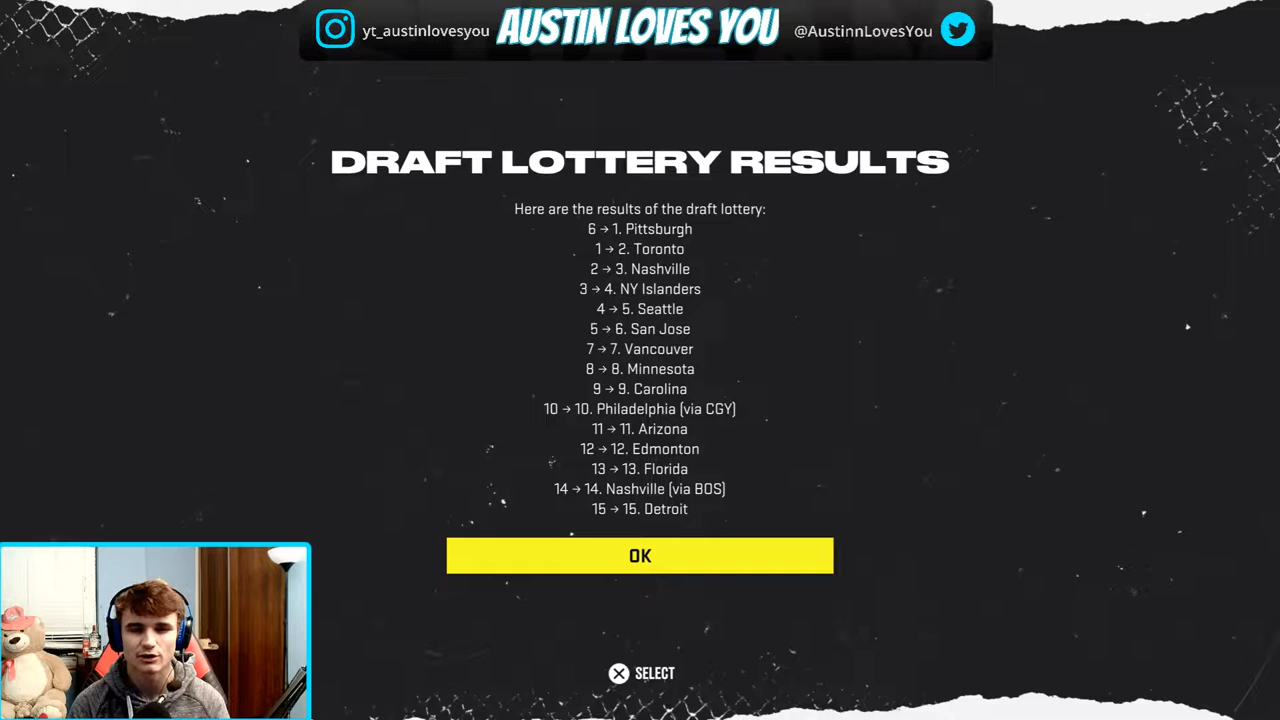 yt_austinlovesyou AUSTIN LOVES YOU @AustinnLovesYou
DRAFT LOTTERY RESULTS
Here are the results of the draft lottery:
6 → 1. Pittsburgh
1 → 2. Toronto
2 → 3. Nashville
3 → 4. NY Islanders
4 → 5. Seattle
5 → 6. San Jose
7 → 7. Vancouver
8 → 8. Minnesota
9 → 9. Carolina
10 → 10. Philadelphia (via CGY)
11 → 11. Arizona
12 → 12. Edmonton
13 → 13. Florida
14 → 14. Nashville (via BOS)
15 → 15. Detroit
OK
SELECT